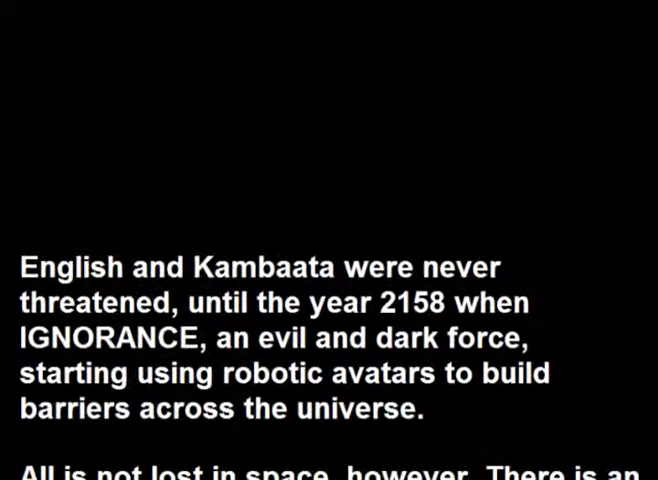 English and Kambaata were never
threatened, until the year 2158 when
IGNORANCE, an evil and dark force,
starting using robotic avatars to build
barriers across the universe.
All is not lost in space, however. There is an